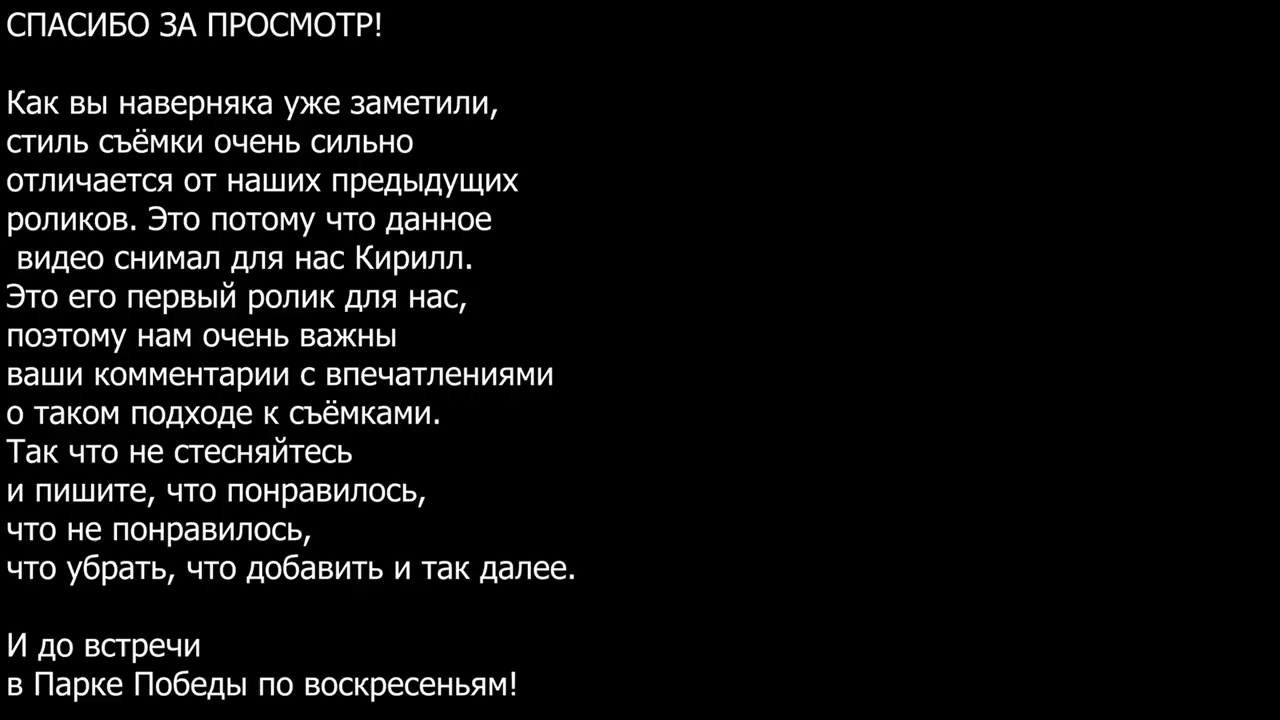 СПАСИБО ЗА ПРОСМОТР!
Как вы наверняка уже заметили,
стиль съёмки очень сильно
отличается от наших предыдущих
роликов. Это потому что данное
видео снимал для нас Кирилл.
Это его первый ролик для нас,
поэтому нам очень важны
ваши комментарии с впечатлениями
о таком подходе к съёмками.
Так что не стесняйтесь
и пишите, что понравилось,
что не понравилось,
что убрать, что добавить и так далее.
И до встречи
в Парке Победы по воскресеньям!